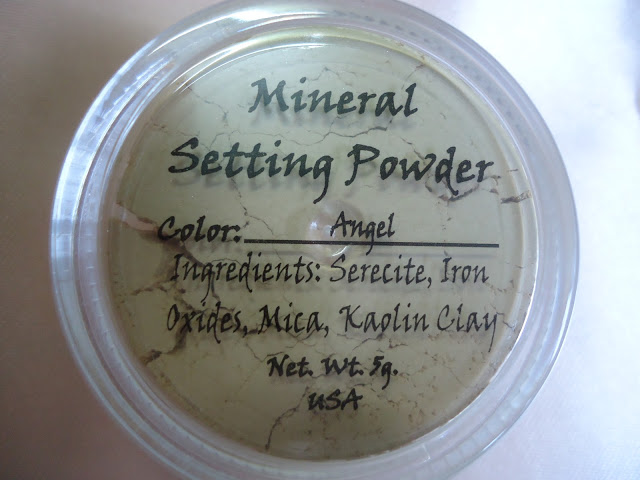 Mineral
Setting Powder
Color: Angel
Ingredients: Serecite, Iron
Oxides, Mica, Kaolin Clay
Net. Wt. 5g.
USA